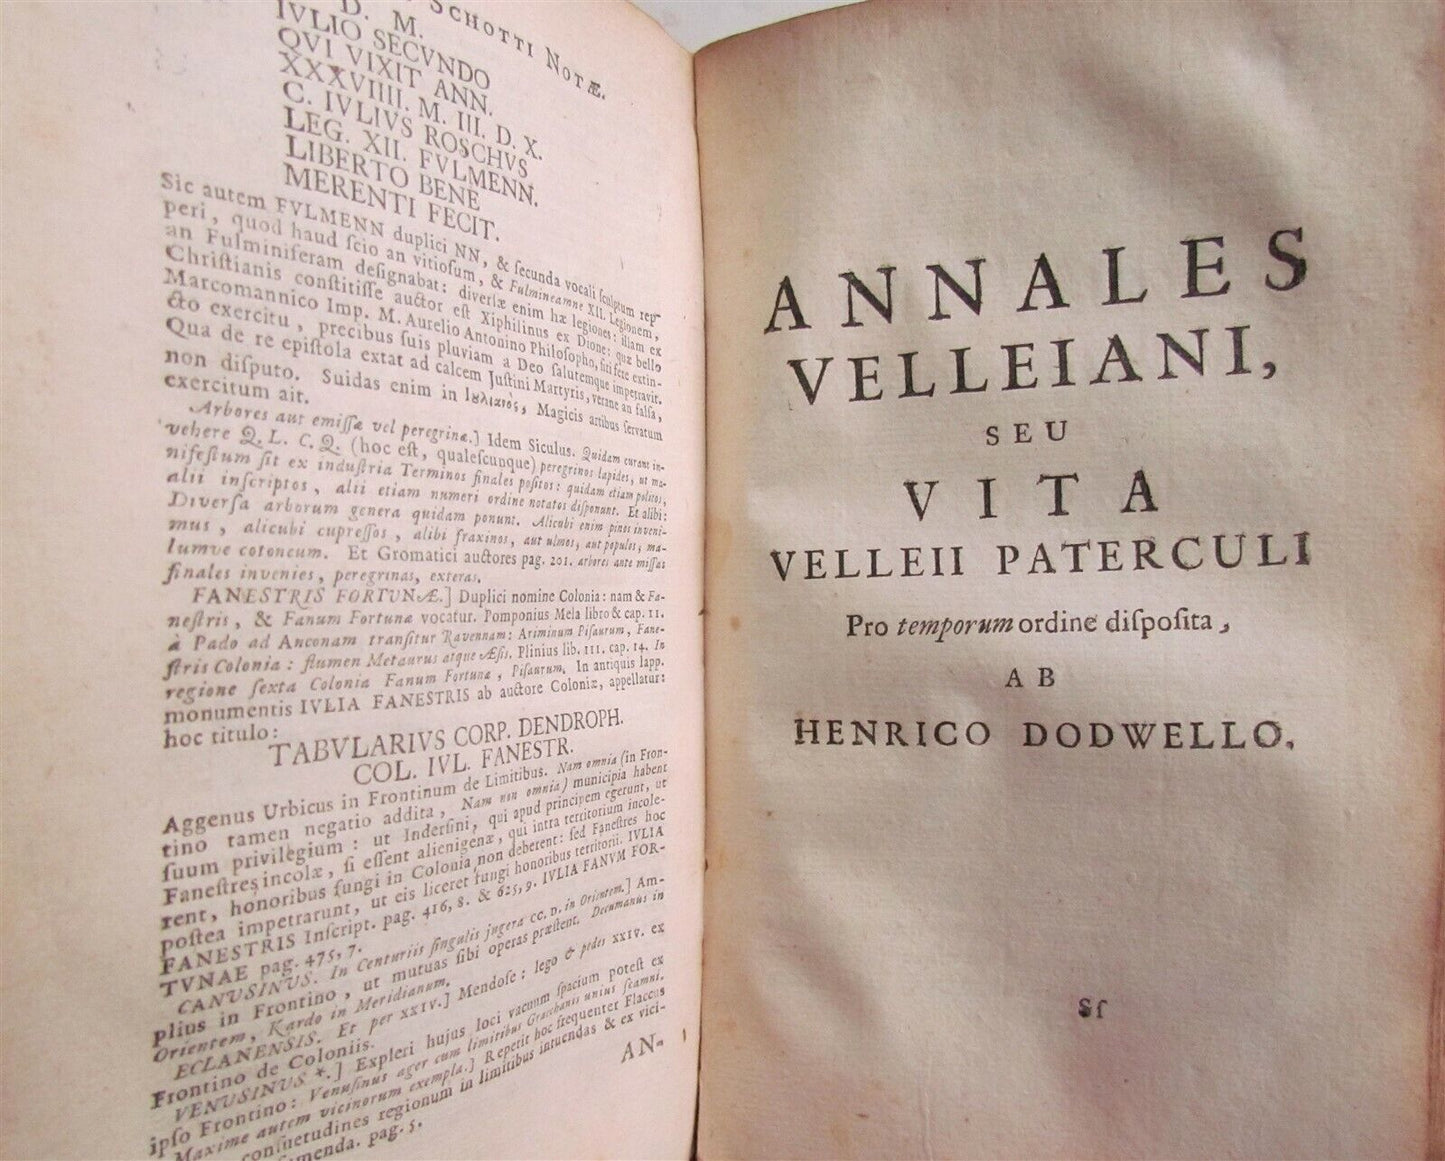 SCHOTTI NOTÆ.
D. M.
IVLIO SECVNDO
QVI VIXIT ANN.
XXXVIIII. M. III. D. X.
C. IVLIVS ROSCHVS
LEG. XII. FVLMENN.
LIBERTO BENE
MERENTI FECIT.
Sic autem FVLMENN duplici NN, & ſecunda vocali ſculptum rep-
peri, quod haud ſcio an vitioſum, & Fulmineamne XII. Legionem,
an Fulminiferam deſignabat: diverſæ enim hæ legiones: illam ex
Chriſtianis conſtitiſſe auctor eſt Xiphilinus ex Dione: quæ bello
Marcomannico Imp. M. Aurelio Antonino Philoſopho, ſiti fere extin-
cto exercitu, precibus ſuis pluviam a Deo ſalutemque impetravit.
Qua de re epiſtola extat ad calcem Juſtini Martyris, verane an falſa,
non diſputo. Suidas enim in Ιουλιανὸς, Magicis artibus ſervatum
exercitum ait.
Arbores aut emiſſæ vel peregrinæ.] Idem Siculus. Quidam curant in-
vehere Q. L. C. Q. (hoc eſt, qualeſcunque) peregrinos lapides, ut ma-
nifeſtum ſit ex induſtria Terminos finales poſitos: quidam etiam politos,
alii inſcriptos, alii etiam numeri ordine notatos diſponunt. Et alibi:
Diverſa arborum genera quidam ponunt. Alicubi enim pinos inveni-
mus, alicubi cupreſſos, alibi fraxinos, aut ulmos, aut populos, ma-
lumve cotoneum. Et Gromatici auctores pag. 201. arbores ante miſſas
finales invenies, peregrinas, exteras.
FANESTRIS FORTUNÆ.] Duplici nomine Colonia: nam & Fa-
neſtris, & Fanum Fortunæ vocatur. Pomponius Mela libro & cap. 11.
à Pado ad Anconam tranſitur Ravennam: Ariminum Piſaurum, Fane-
ſtris Colonia: flumen Metaurus atque Æſis. Plinius lib. III. cap. 14. In
regione ſexta Colonia Fanum Fortunæ, Piſaurum. In antiquis lapp.
monumentis IVLIA FANESTRIS ab auctore Coloniæ, appellatur:
hoc titulo:
TABVLARIVS CORP. DENDROPH.
COL. IVL. FANESTR.
Aggenus Urbicus in Frontinum de Limitibus. Nam omnia (in Fron-
tino tamen negatio addita, Nam non omnia) municipia habent
ſuum privilegium: ut Inderſini, qui apud principem egerunt, ut
Faneſtres incolæ, ſi eſſent alienigenæ, qui intra territorium incole-
rent, honoribus fungi in Colonia non deberent: ſed Faneſtres hoc
poſtea impetrarunt, ut eis liceret fungi honoribus territorii. IVLIA
FANESTRIS Inſcript. pag. 416, 8. & 625, 9. IVLIA FANVM FOR-
TVNAE pag. 475, 7.
CANUSINUS. In Centuriis ſingulis jugera CC. D. in Orientem.] Am-
plius in Frontino, ut mutuas ſibi operas præſtent. Decumanus in
Orientem, Kardo in Meridianum.
ECLANENSIS. Et per XXIV.] Mendoſe: lego & pedes XXIV. ex
Frontino de Coloniis.
VENUSINUS *.] Expleri hujus loci vacuum ſpacium poteſt ex
ipſo Frontino: Venuſinus ager cum limitibus Gracchanis unius ſcamni.
Maxime autem vicinorum exempla.] Repetit hoc frequenter Flaccus
conſuetudines regionum in limitibus intuendas & ex vici-
menda. pag. 5.
AN-
ANNALES
VELLEIANI,
SEU
VITA
VELLEII PATERCULI
Pro temporum ordine diſpoſita,
AB
HENRICO DODWELLO.
Sſ